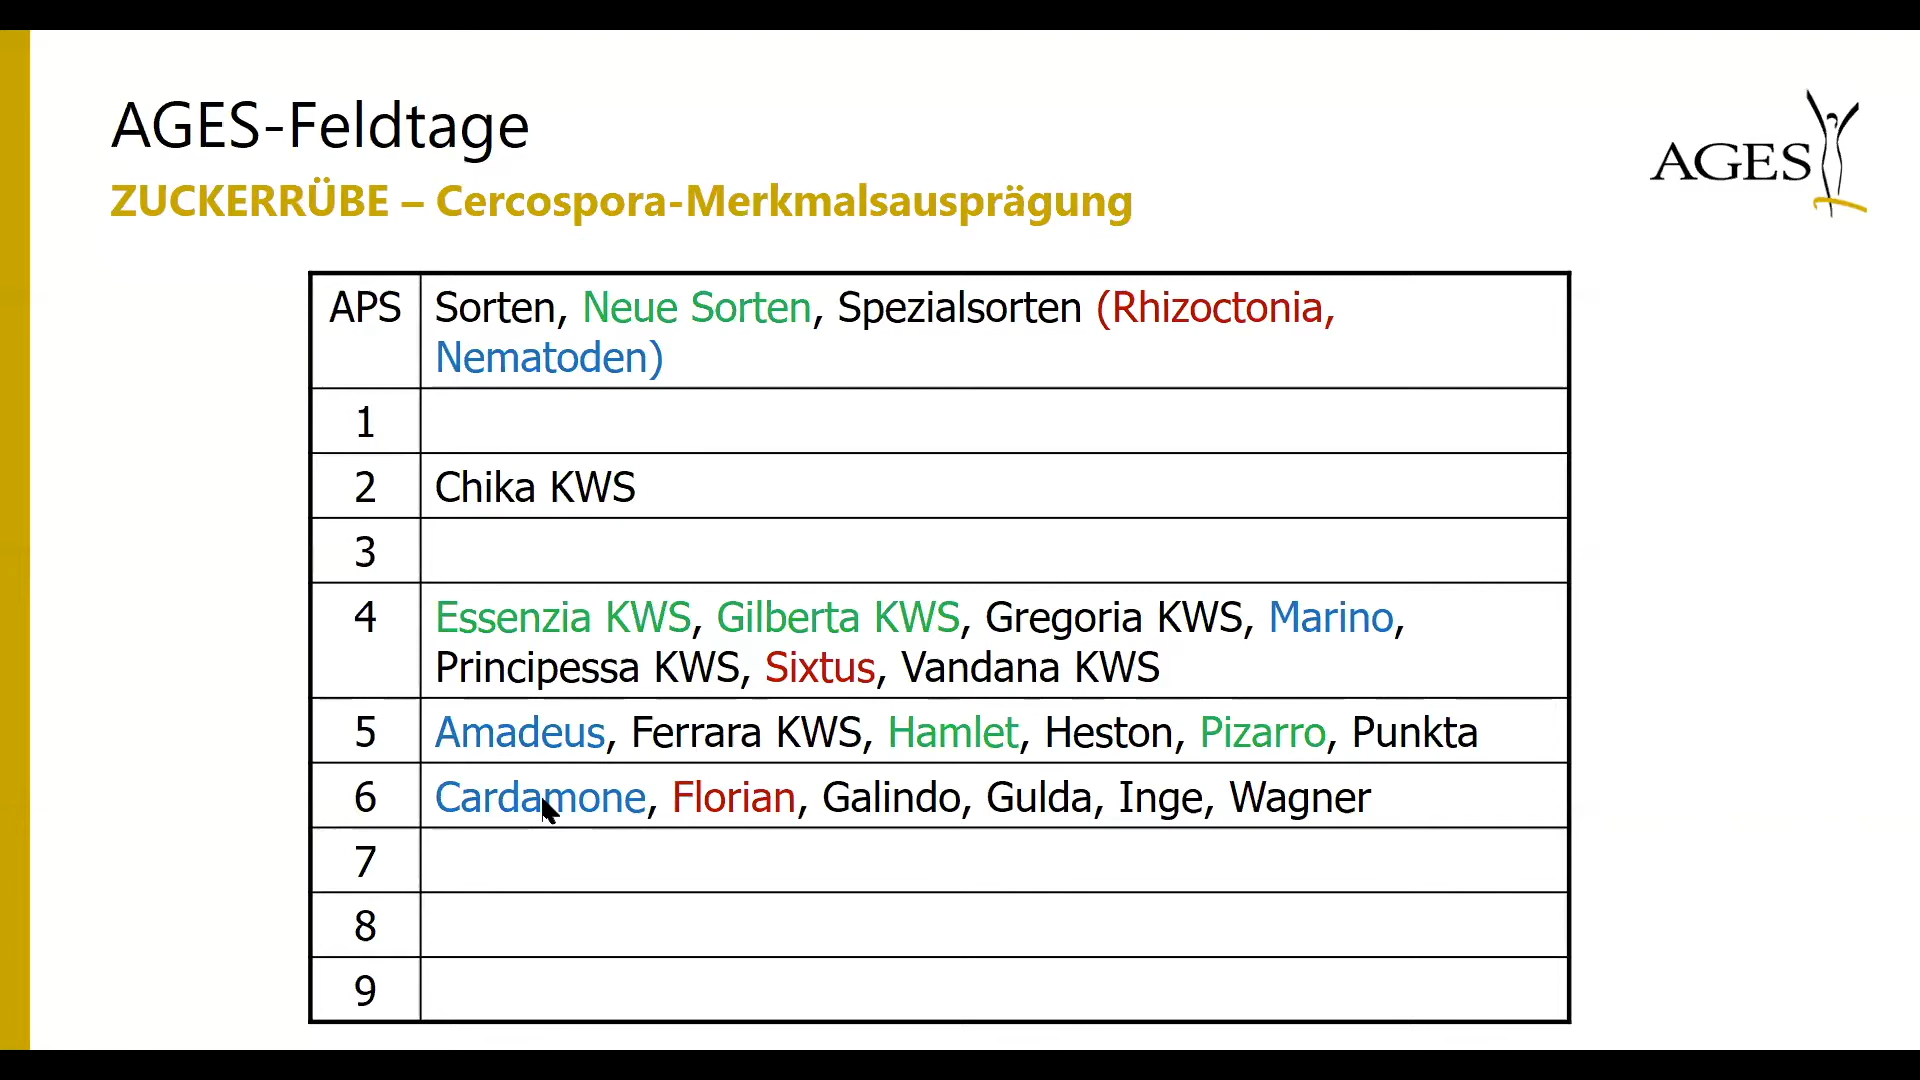 AGES-Feldtage
AGES
ZUCKERRÜBE – Cercospora-Merkmalsausprägung
APS Sorten, Neue Sorten, Spezialsorten (Rhizoctonia,
Nematoden)
1
2 Chika KWS
3
4 Essenzia KWS, Gilberta KWS, Gregoria KWS, Marino,
Principessa KWS, Sixtus, Vandana KWS
5 Amadeus, Ferrara KWS, Hamlet, Heston, Pizarro, Punkta
6 Cardamone, Florian, Galindo, Gulda, Inge, Wagner
7
8
9